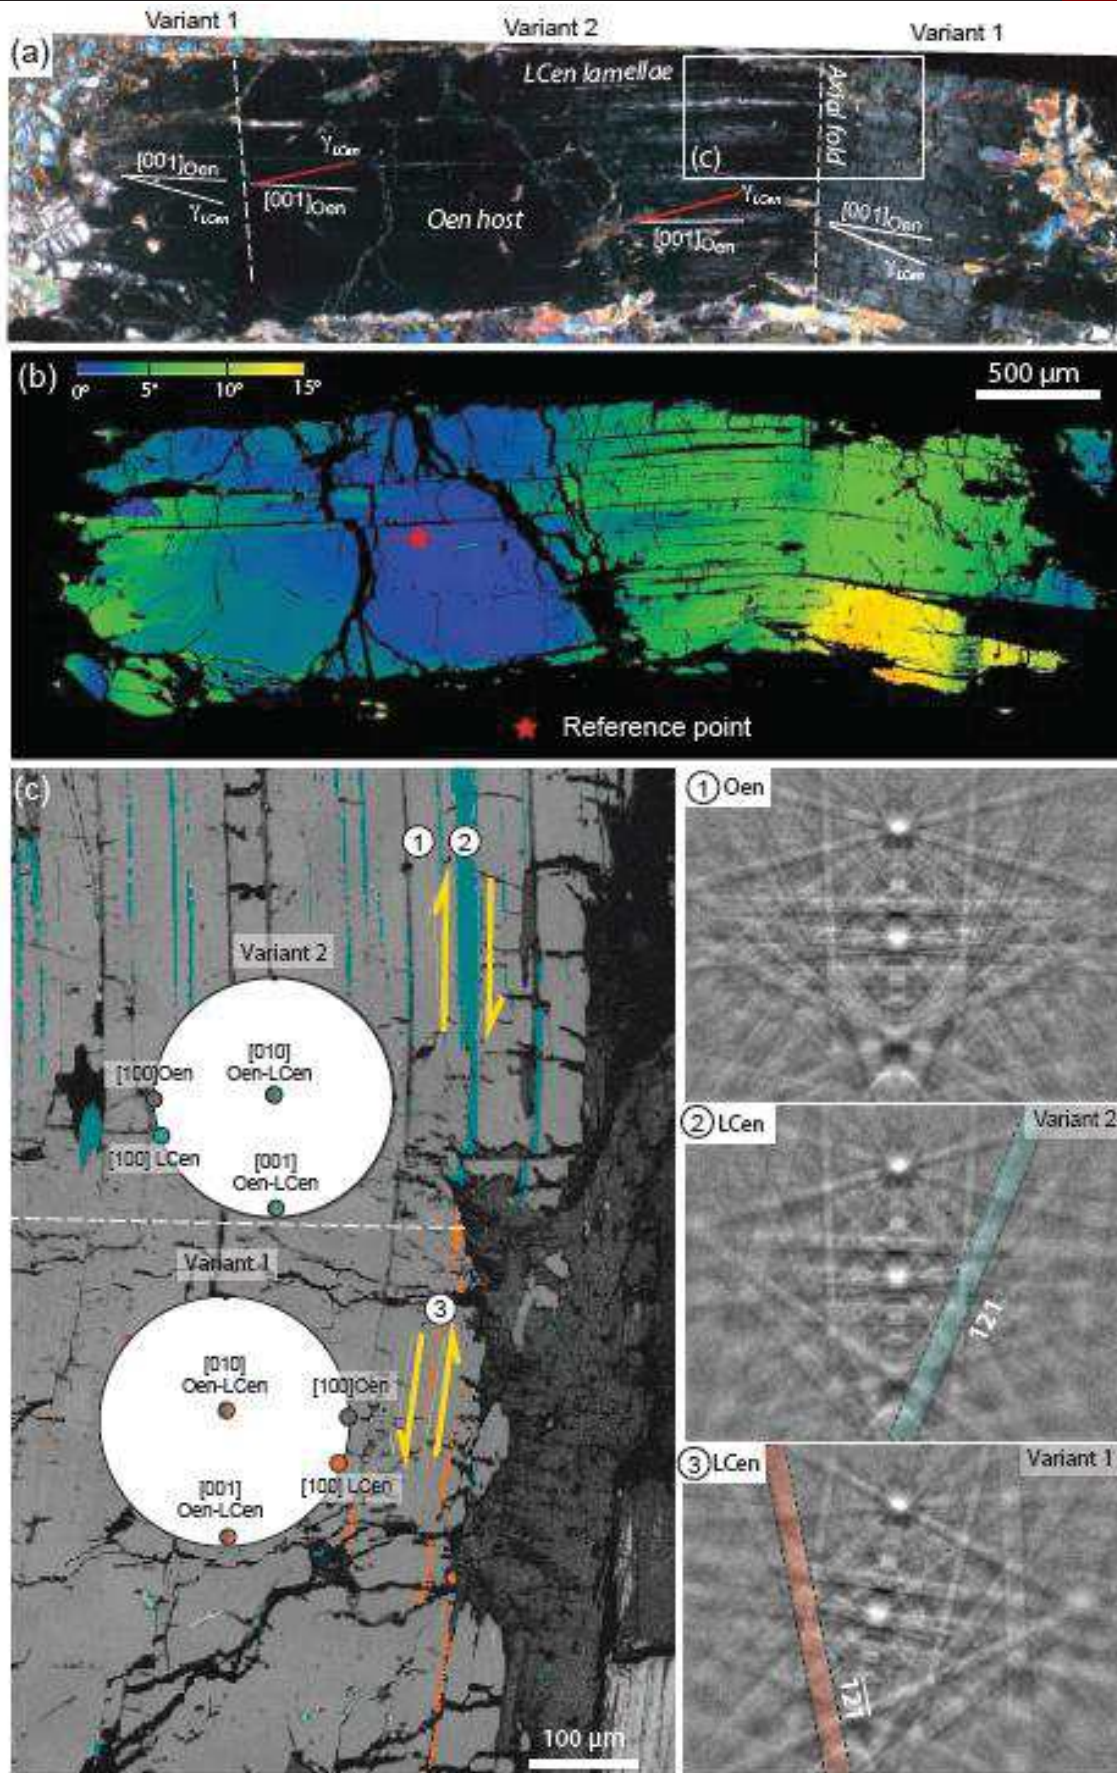 Variant 1
Variant 2
Variant 1
(a)
LCen lamellae
Axial fold
(c)
[001]Oen
γLCen
γLCen
[001]Oen
Oen host
γLCen
[001]Oen
[001]Oen
γLCen
(b)
0° 5° 10° 15°
500 µm
Reference point
(c)
1
2
Variant 2
[010]
Oen-LCen
[100]Oen
[100] LCen
[001]
Oen-LCen
Variant 1
3
[010]
Oen-LCen
[100]Oen
[001]
Oen-LCen
[100] LCen
100 µm
1 Oen
2 LCen
Variant 2
121
3 LCen
Variant 1
1̅2̅1